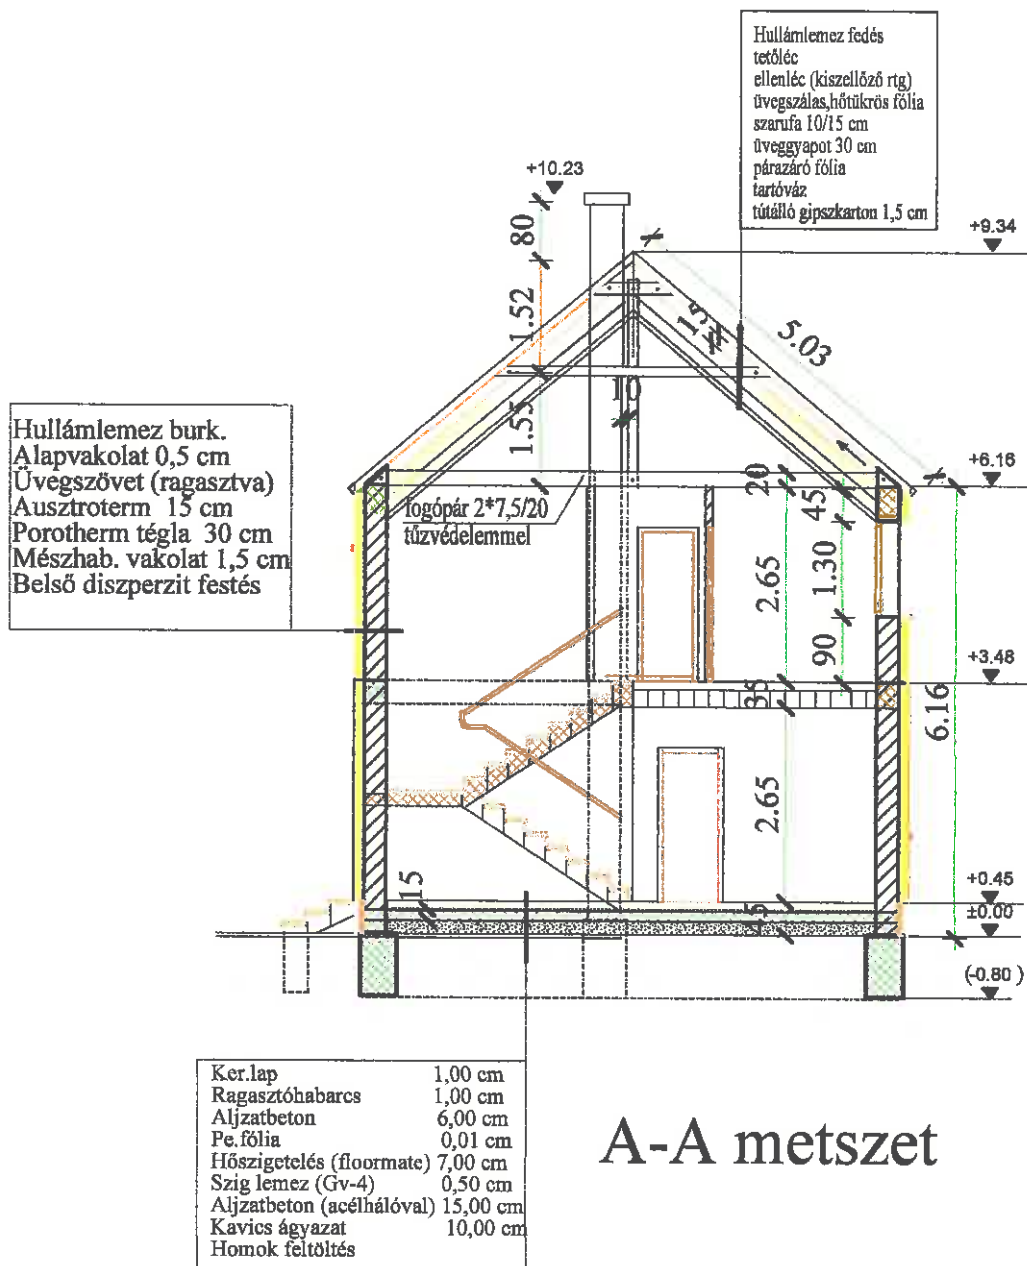 Hullámlemez fedés
tetőléc
ellenléc (kiszellőző rtg)
üvegszálas,hőtükrös fólia
szarufa 10/15 cm
üveggyapot 30 cm
párazáró fólia
tartóváz
tűtálló gipszkarton 1,5 cm
+10.23
+9.34
80
1.52
1.55
15
5.03
10
Hullámlemez burk.
Alapvakolat 0,5 cm
Üvegszövet (ragasztva)
Ausztroterm 15 cm
Porotherm tégla 30 cm
Mészhab. vakolat 1,5 cm
Belső diszperzit festés
fogópár 2*7,5/20
tűzvédelemmel
+6.16
20
45
2.65
1.30
90
+3.48
35
6.16
2.65
15
45
+0.45
±0.00
(-0.80 )
Ker.lap 1,00 cm
Ragasztóhabarcs 1,00 cm
Aljzatbeton 6,00 cm
Pe.fólia 0,01 cm
Hőszigetelés (floormate) 7,00 cm
Szig lemez (Gv-4) 0,50 cm
Aljzatbeton (acélhálóval) 15,00 cm
Kavics ágyazat 10,00 cm
Homok feltöltés
A-A metszet